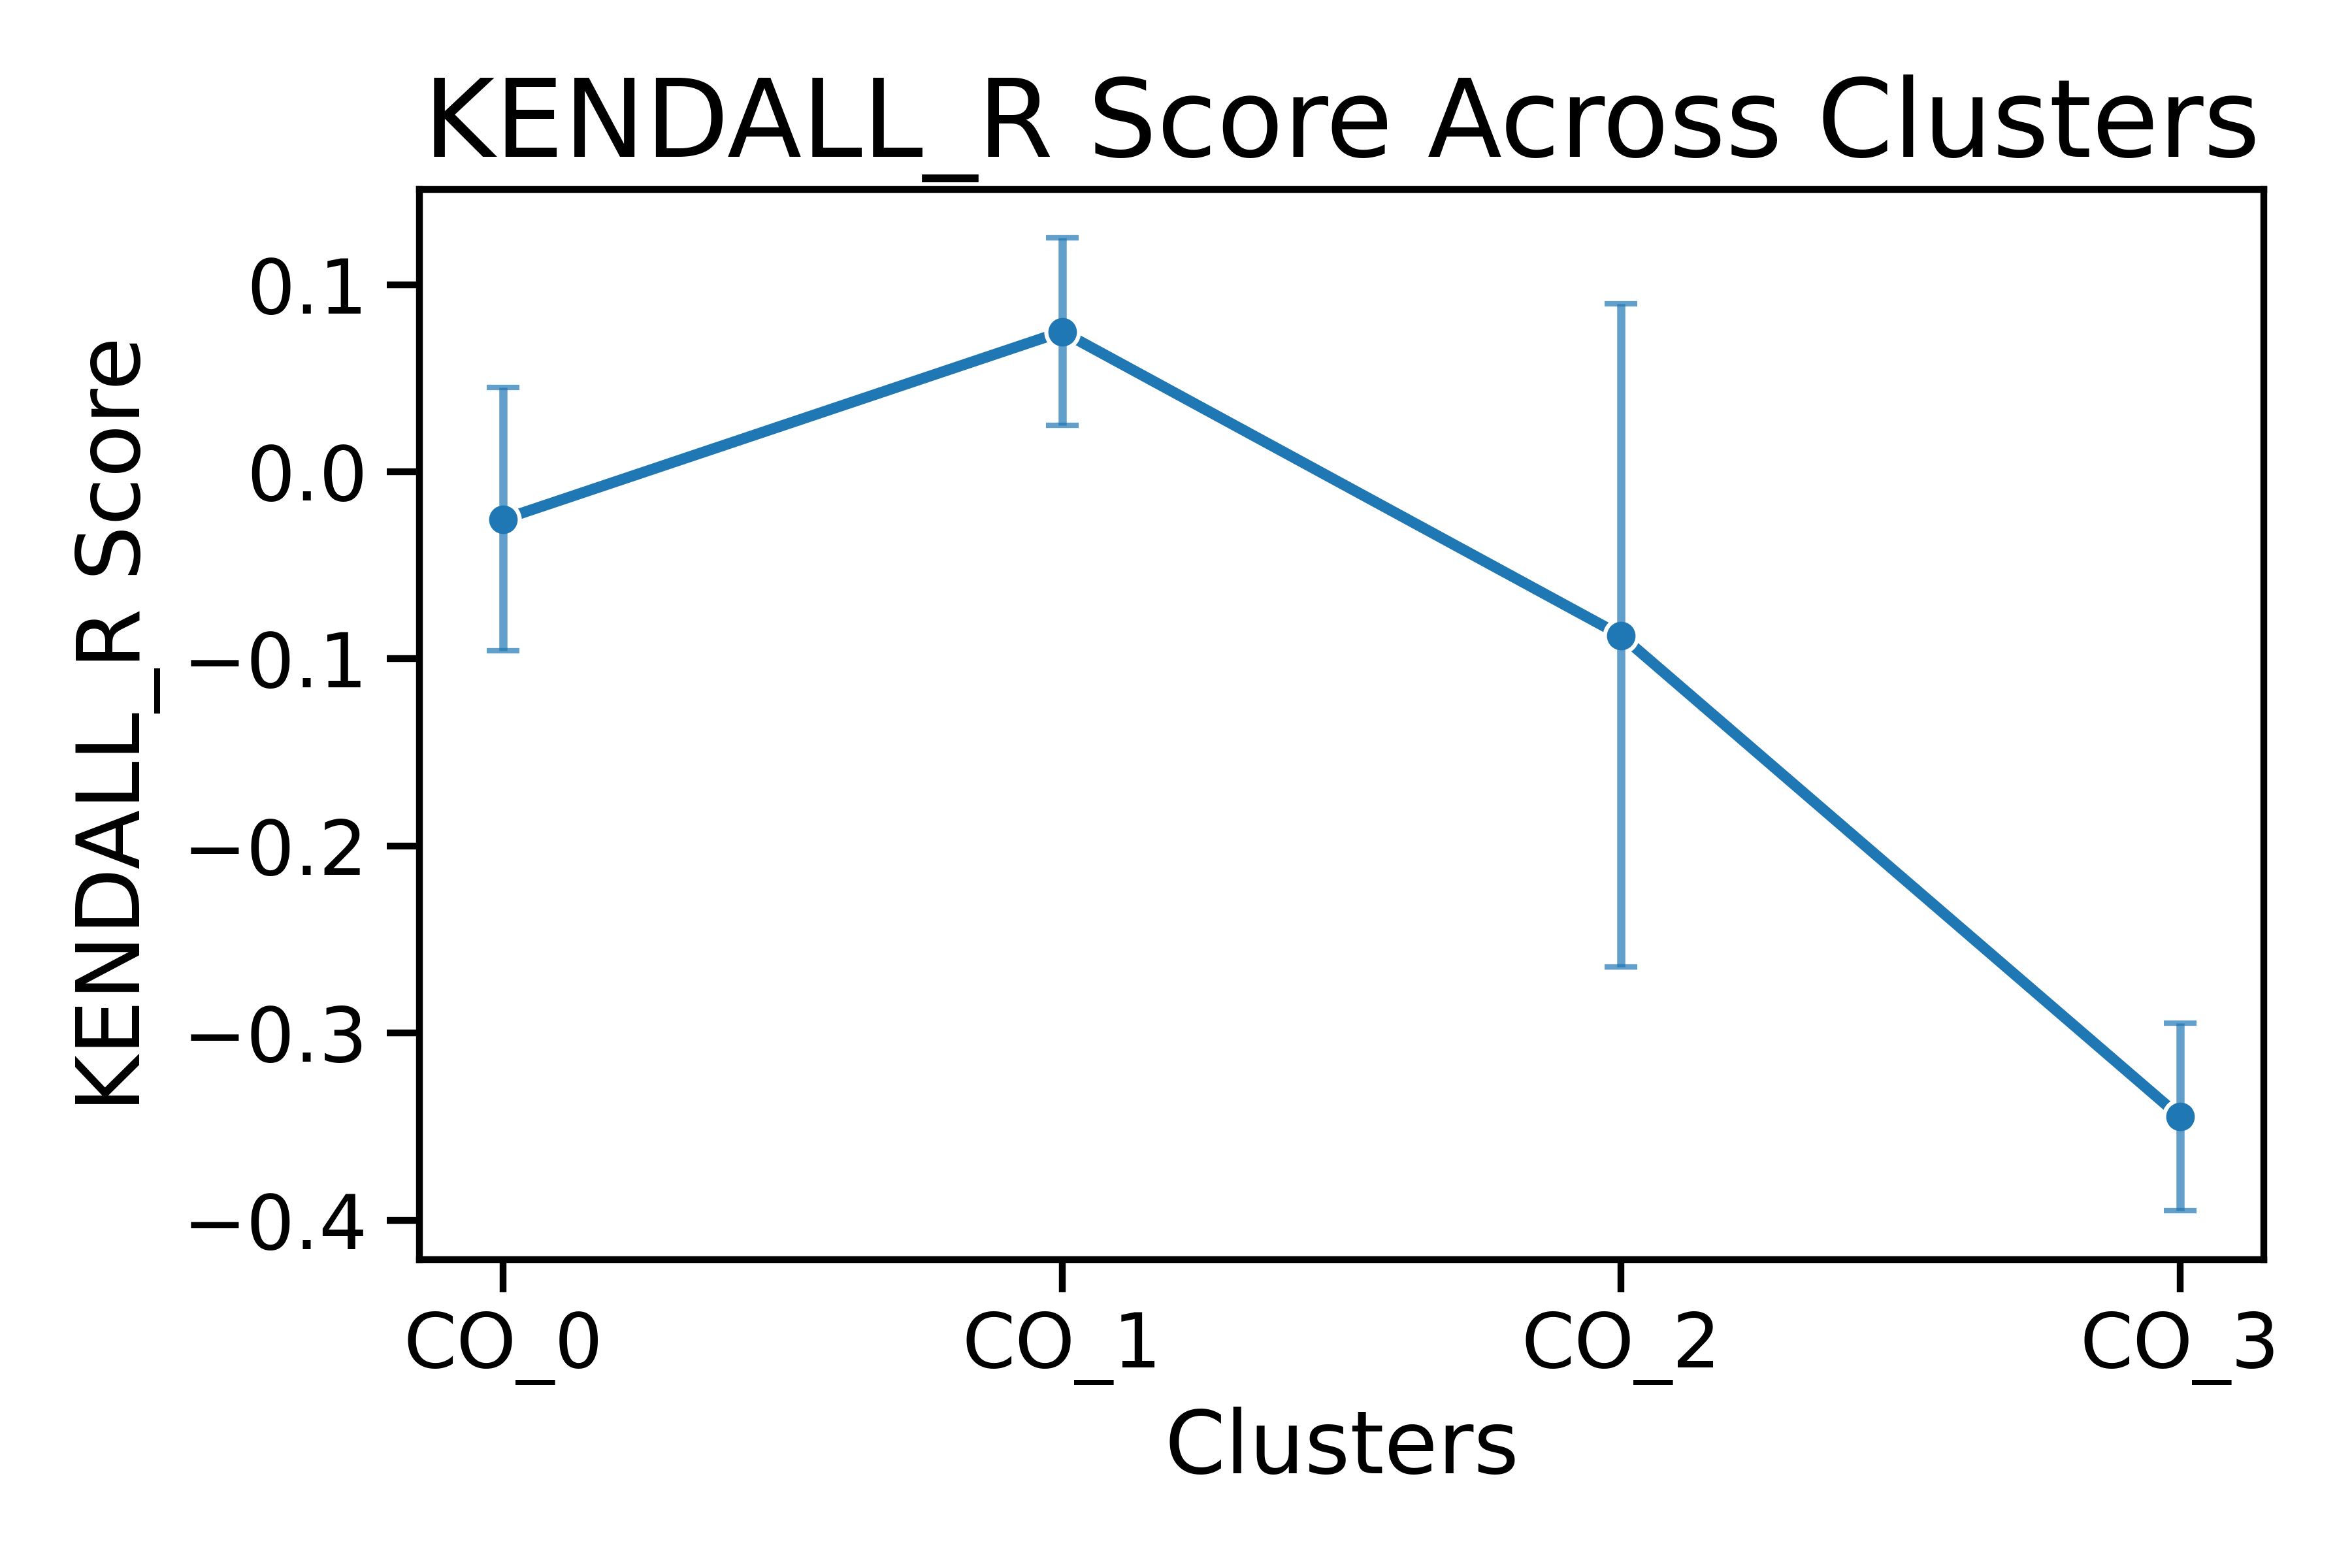 KENDALL_R Score Across Clusters
KENDALL_R Score
0.1
0.0
−0.1
−0.2
−0.3
−0.4
CO_0
CO_1
CO_2
CO_3
Clusters